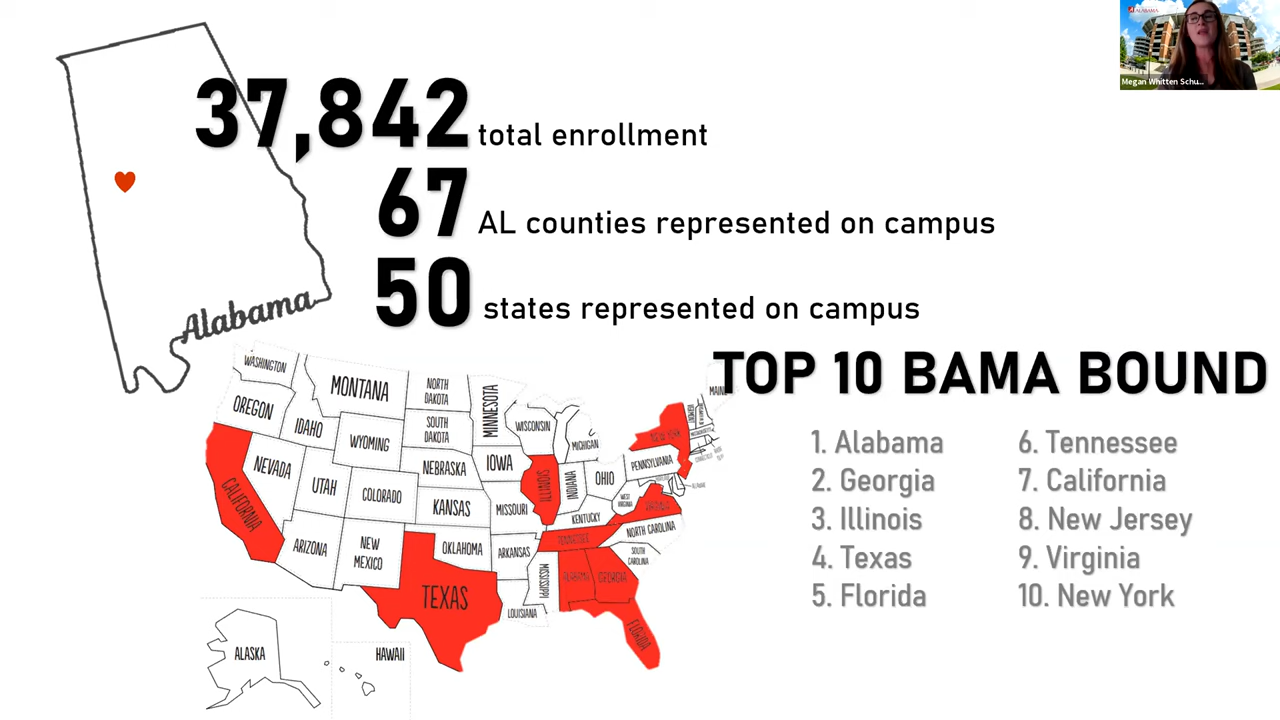 ALABAMA
Megan Whitten Schu...
37,842 total enrollment
67 AL counties represented on campus
50 states represented on campus
Alabama
TOP 10 BAMA BOUND
1. Alabama
2. Georgia
3. Illinois
4. Texas
5. Florida
6. Tennessee
7. California
8. New Jersey
9. Virginia
10. New York
WASHINGTON
OREGON
IDAHO
MONTANA
NORTH DAKOTA
MINNESOTA
WISCONSIN
MICHIGAN
NEW YORK
MAINE
SOUTH DAKOTA
WYOMING
NEVADA
UTAH
COLORADO
NEBRASKA
IOWA
ILLINOIS
INDIANA
OHIO
PENNSYLVANIA
CALIFORNIA
KANSAS
MISSOURI
KENTUCKY
WEST VIRGINIA
VIRGINIA
NORTH CAROLINA
TENNESSEE
ARIZONA
NEW MEXICO
OKLAHOMA
ARKANSAS
SOUTH CAROLINA
TEXAS
LOUISIANA
MISSISSIPPI
ALABAMA
GEORGIA
FLORIDA
ALASKA
HAWAII